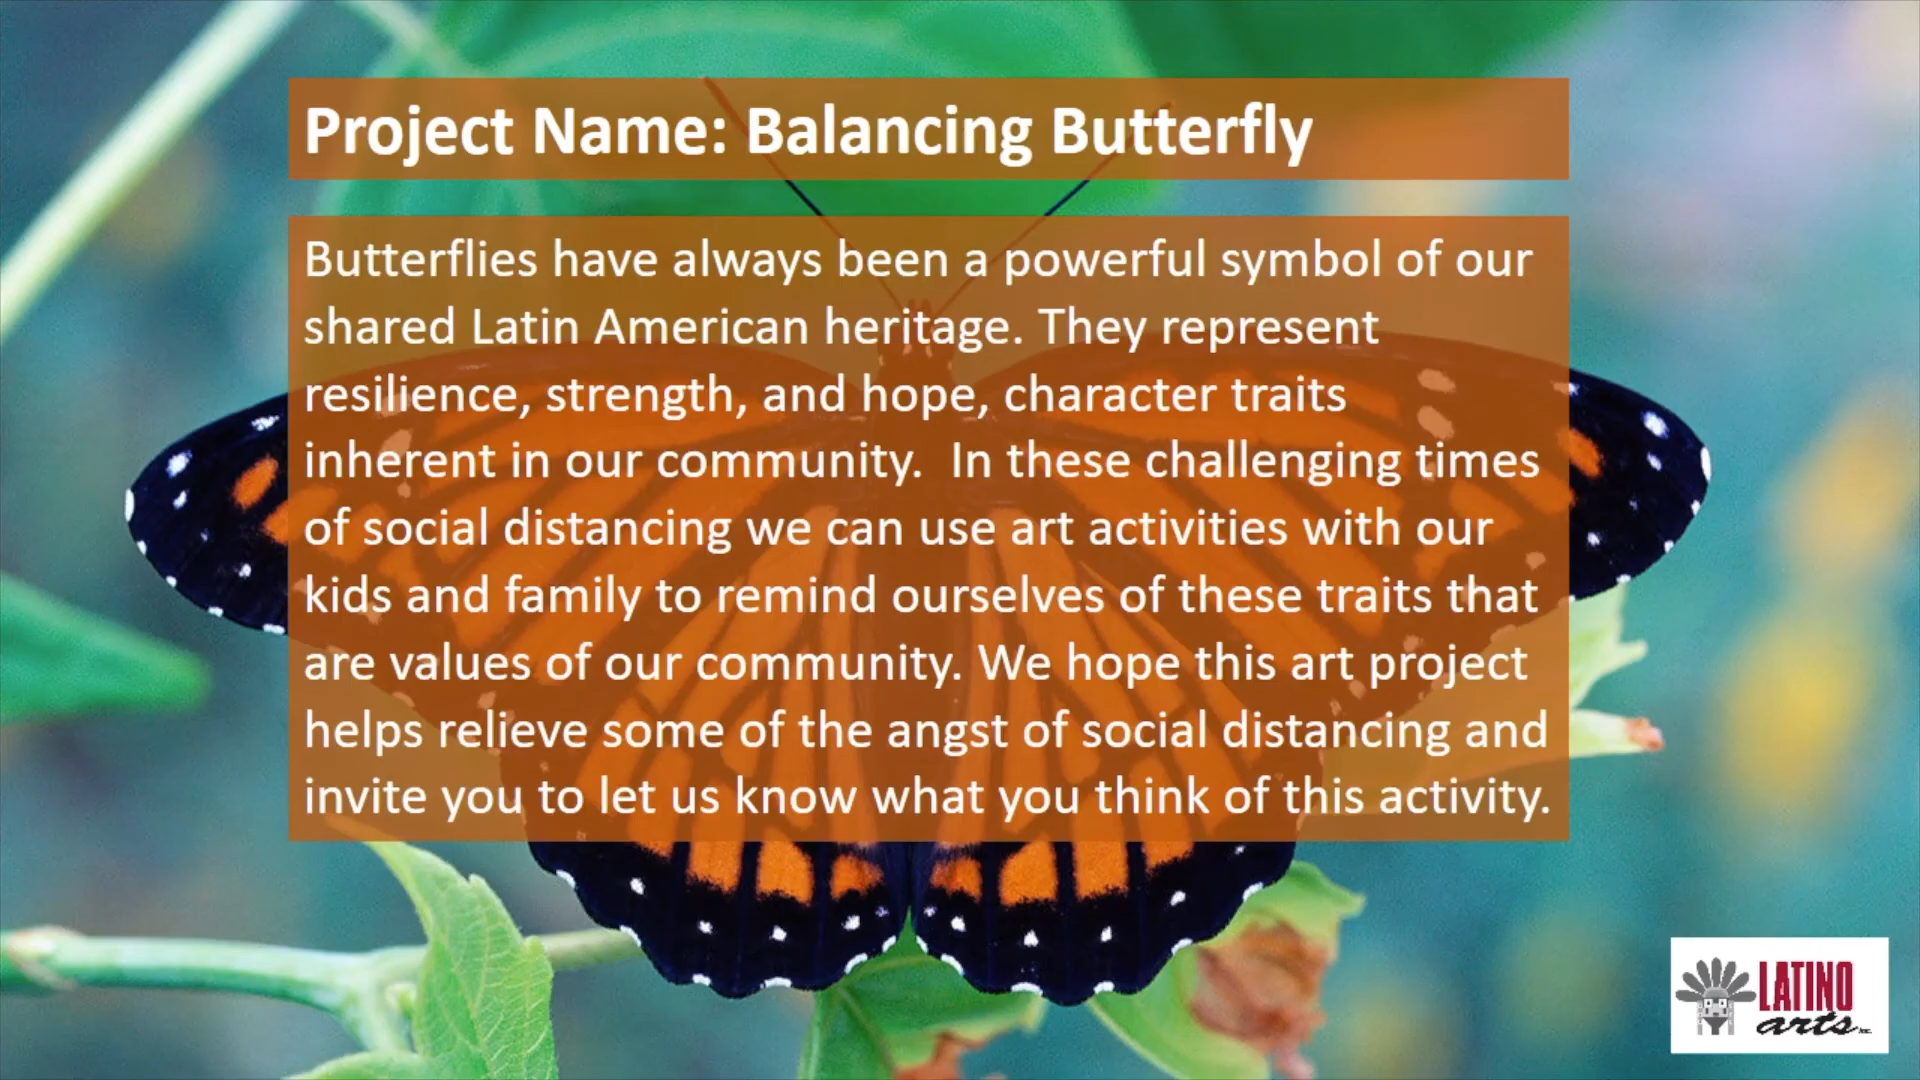 Project Name: Balancing Butterfly
Butterflies have always been a powerful symbol of our
shared Latin American heritage. They represent
resilience, strength, and hope, character traits
inherent in our community.  In these challenging times
of social distancing we can use art activities with our
kids and family to remind ourselves of these traits that
are values of our community. We hope this art project
helps relieve some of the angst of social distancing and
invite you to let us know what you think of this activity.
LATINO
arts inc.